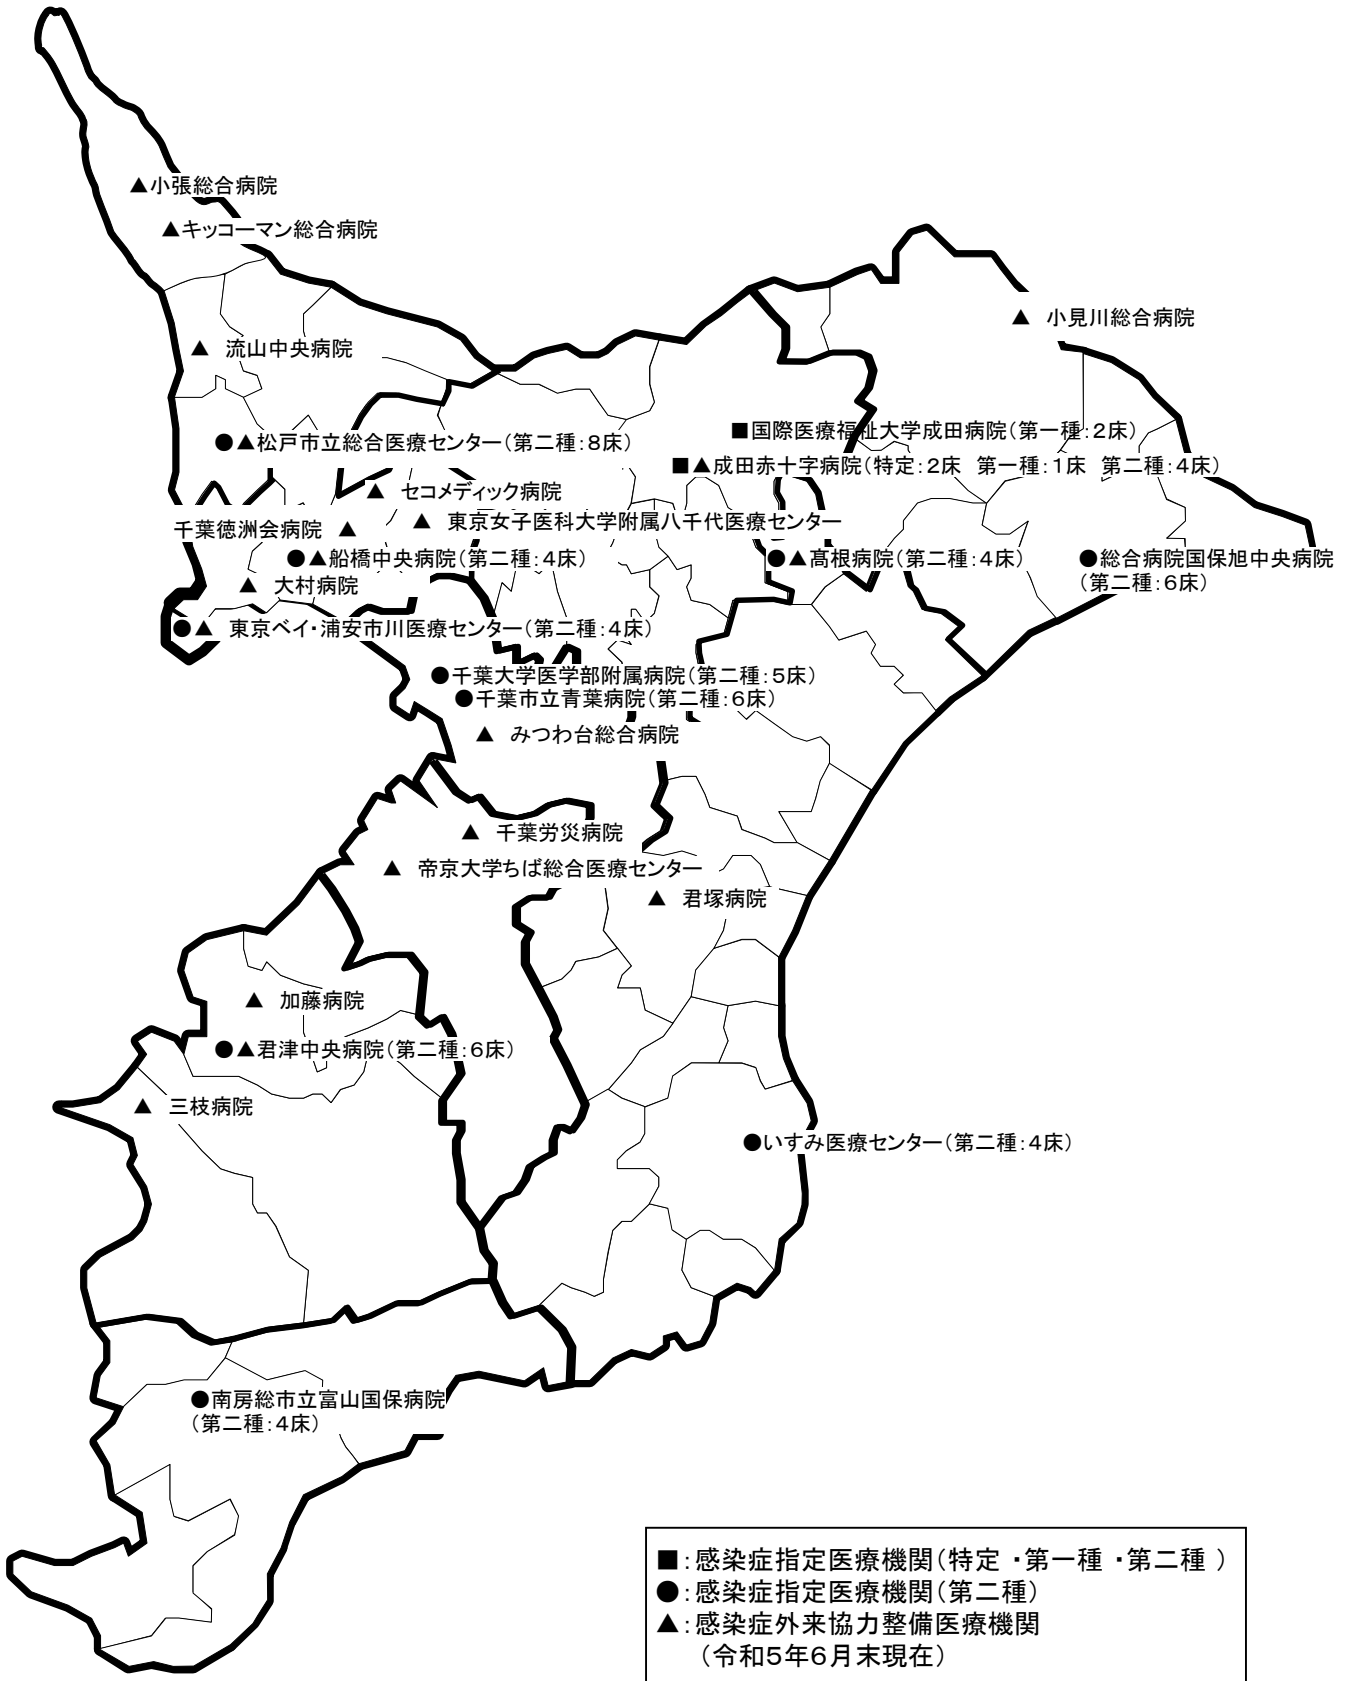 ▲小張総合病院
▲キッコーマン総合病院
▲ 小見川総合病院
▲ 流山中央病院
■国際医療福祉大学成田病院(第一種:2床)
●▲松戸市立総合医療センター(第二種:8床)
■▲成田赤十字病院(特定:2床 第一種:1床 第二種:4床)
▲ セコメディック病院
▲ 東京女子医科大学附属八千代医療センター
千葉徳洲会病院 ▲
●▲船橋中央病院(第二種:4床)
●▲髙根病院(第二種:4床)
●総合病院国保旭中央病院
(第二種:6床)
▲ 大村病院
●▲ 東京ベイ・浦安市川医療センター(第二種:4床)
●千葉大学医学部附属病院(第二種:5床)
●千葉市立青葉病院(第二種:6床)
▲ みつわ台総合病院
▲ 千葉労災病院
▲ 帝京大学ちば総合医療センター
▲ 君塚病院
▲ 加藤病院
●▲君津中央病院(第二種:6床)
▲ 三枝病院
●いすみ医療センター(第二種:4床)
●南房総市立富山国保病院
(第二種:4床)
■:感染症指定医療機関(特定 ・第一種 ・第二種 )
●:感染症指定医療機関(第二種)
▲:感染症外来協力整備医療機関
(令和5年6月末現在)